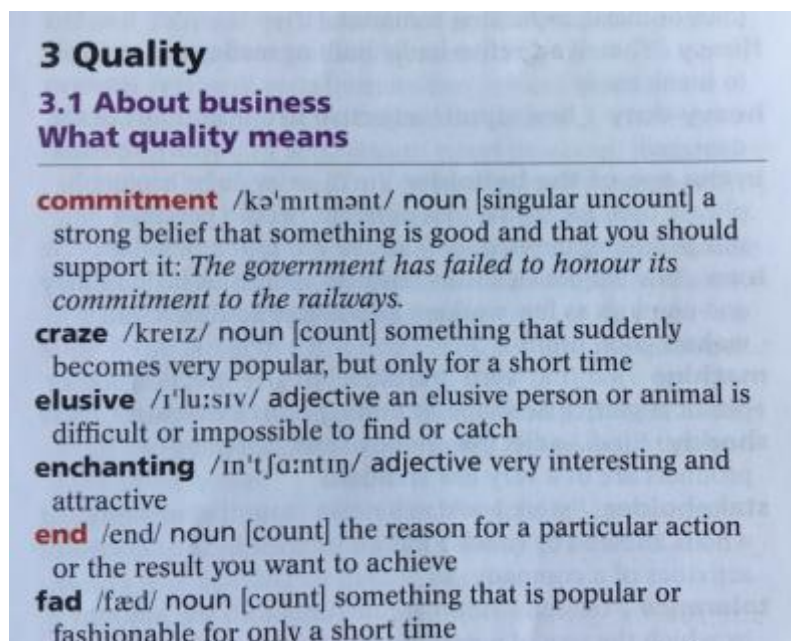 3 Quality
3.1 About business
What quality means
commitment /kə'mɪtmənt/ noun [singular uncount] a
strong belief that something is good and that you should
support it: The government has failed to honour its
commitment to the railways.
craze /kreɪz/ noun [count] something that suddenly
becomes very popular, but only for a short time
elusive /ɪ'luːsɪv/ adjective an elusive person or animal is
difficult or impossible to find or catch
enchanting /ɪn'tʃɑːntɪŋ/ adjective very interesting and
attractive
end /end/ noun [count] the reason for a particular action
or the result you want to achieve
fad /fæd/ noun [count] something that is popular or
fashionable for only a short time